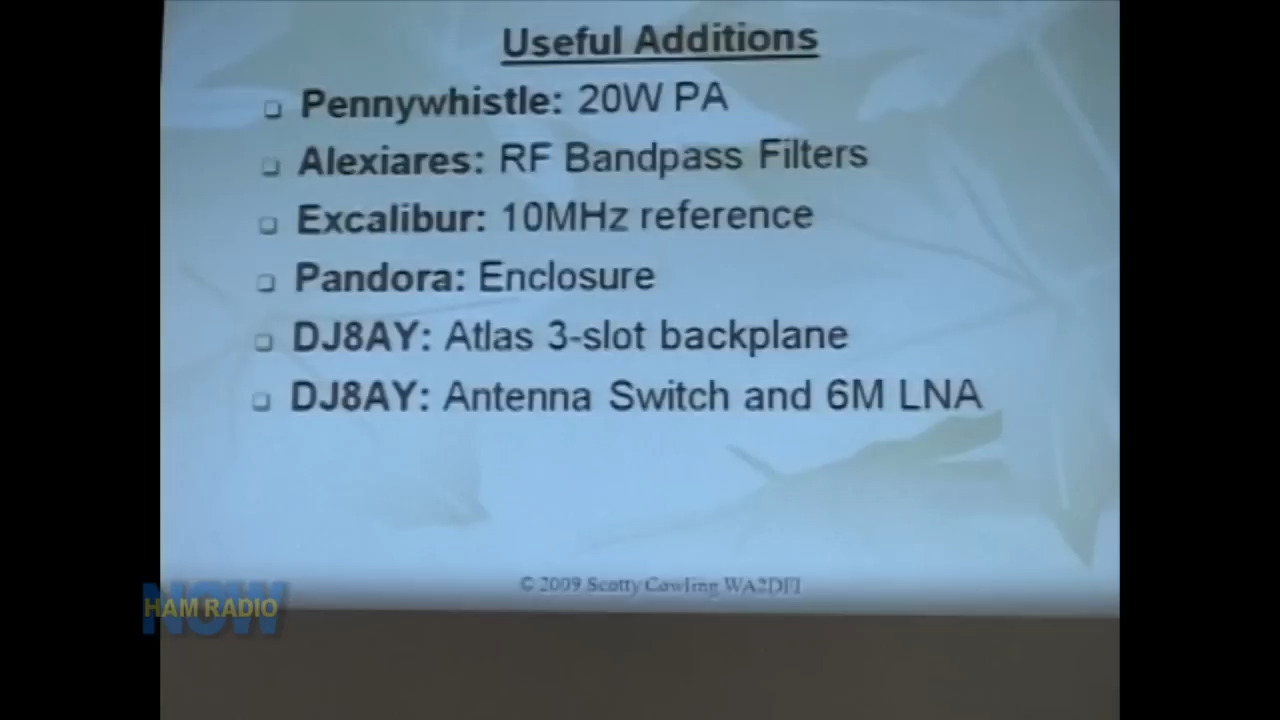 Useful Additions
Pennywhistle: 20W PA
Alexiares: RF Bandpass Filters
Excalibur: 10MHz reference
Pandora: Enclosure
DJ8AY: Atlas 3-slot backplane
DJ8AY: Antenna Switch and 6M LNA
© 2009 Scotty Cowling WA2DFI
NOW
HAM RADIO